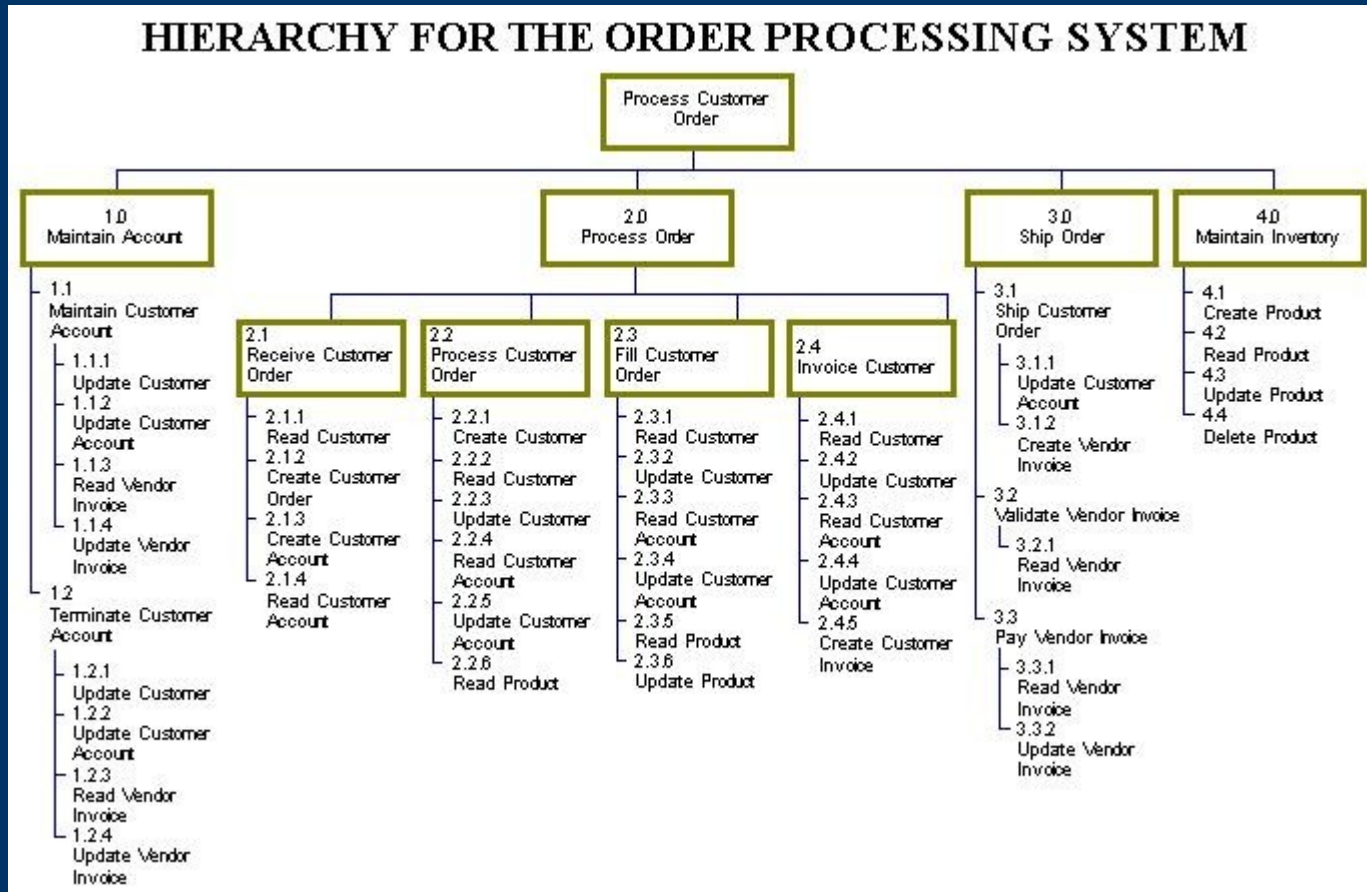 HIERARCHY FOR THE ORDER PROCESSING SYSTEM
Process Customer
Order
1.0
Maintain Account
2.0
Process Order
3.0
Ship Order
4.0
Maintain Inventory
1.1
Maintain Customer
Account
1.1.1
Update Customer
1.1.2
Update Customer
Account
1.1.3
Read Vendor
Invoice
1.1.4
Update Vendor
Invoice
1.2
Terminate Customer
Account
1.2.1
Update Customer
1.2.2
Update Customer
Account
1.2.3
Read Vendor
Invoice
1.2.4
Update Vendor
Invoice
2.1
Receive Customer
Order
2.1.1
Read Customer
2.1.2
Create Customer
Order
2.1.3
Create Customer
Account
2.1.4
Read Customer
Account
2.2
Process Customer
Order
2.2.1
Create Customer
2.2.2
Read Customer
2.2.3
Update Customer
2.2.4
Read Customer
Account
2.2.5
Update Customer
Account
2.2.6
Read Product
2.3
Fill Customer
Order
2.3.1
Read Customer
2.3.2
Update Customer
2.3.3
Read Customer
Account
2.3.4
Update Customer
Account
2.3.5
Read Product
2.3.6
Update Product
2.4
Invoice Customer
2.4.1
Read Customer
2.4.2
Update Customer
2.4.3
Read Customer
Account
2.4.4
Update Customer
Account
2.4.5
Create Customer
Invoice
3.1
Ship Customer
Order
3.1.1
Update Customer
Account
3.1.2
Create Vendor
Invoice
3.2
Validate Vendor Invoice
3.2.1
Read Vendor
Invoice
3.3
Pay Vendor Invoice
3.3.1
Read Vendor
Invoice
3.3.2
Update Vendor
Invoice
4.1
Create Product
4.2
Read Product
4.3
Update Product
4.4
Delete Product